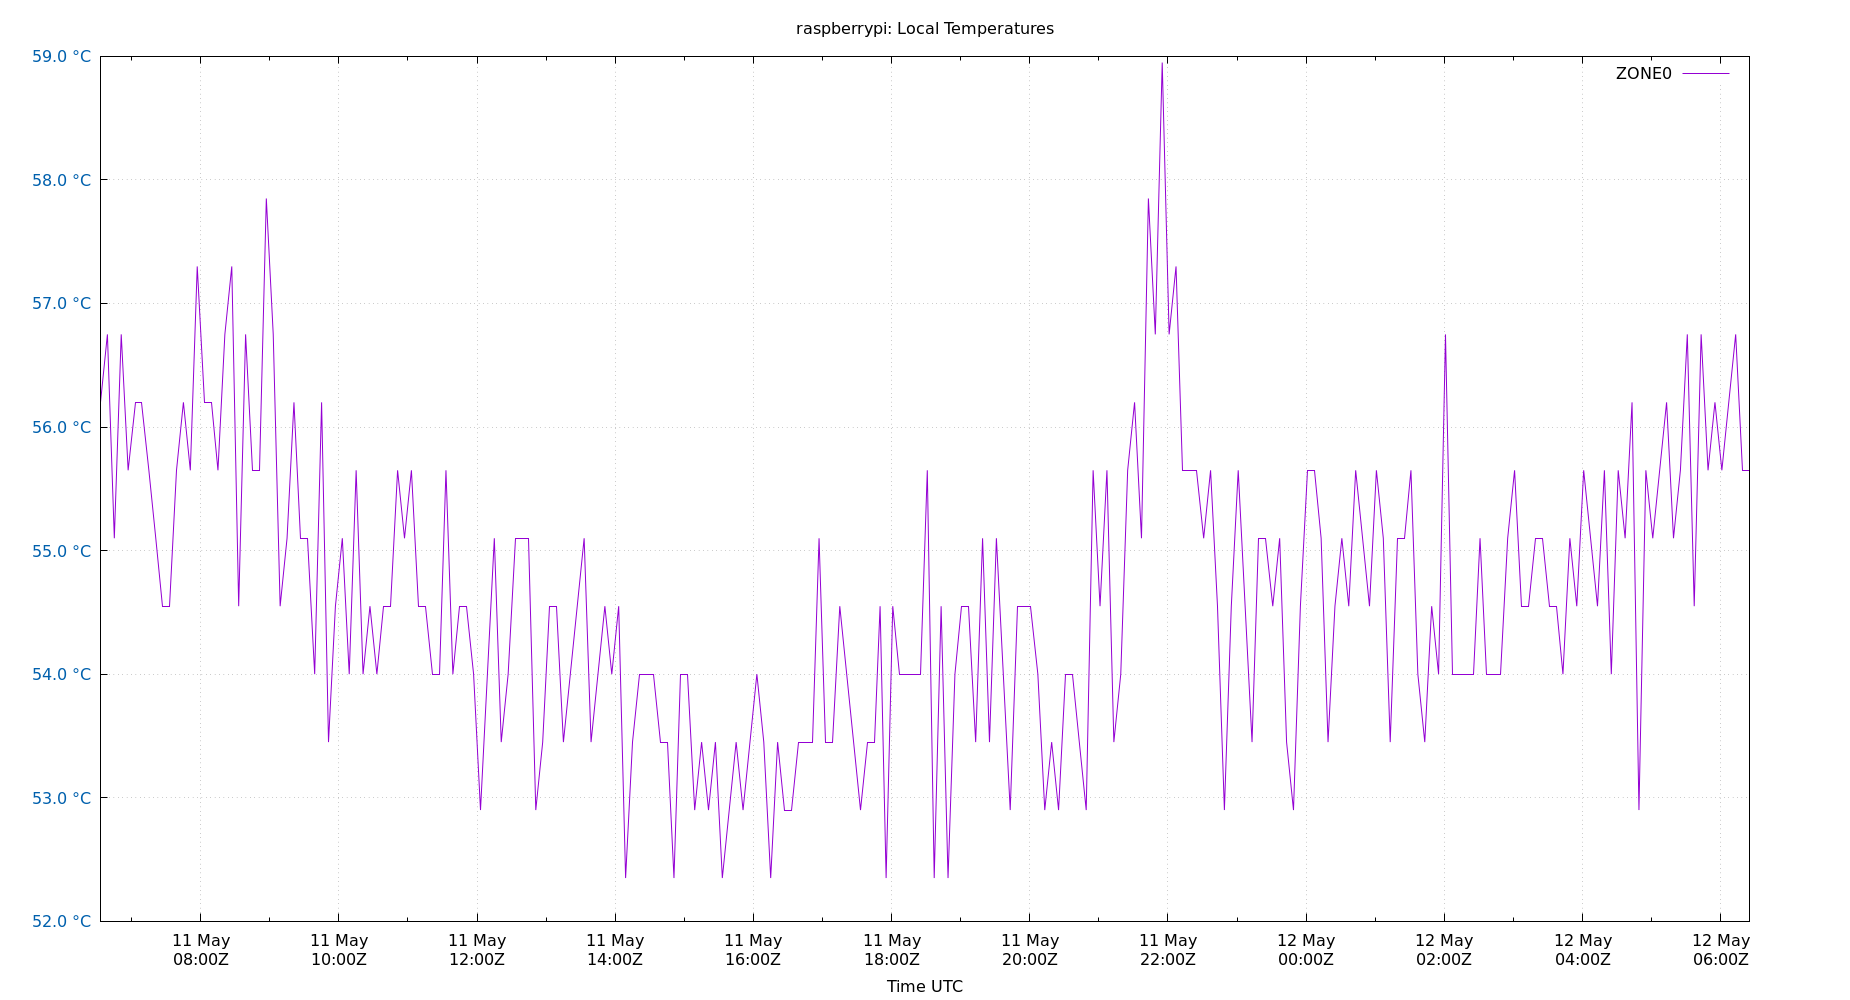 raspberrypi: Local Temperatures
59.0 °C
ZONE0
58.0 °C
57.0 °C
56.0 °C
55.0 °C
54.0 °C
53.0 °C
52.0 °C
11 May 11 May 11 May 11 May 11 May 11 May 11 May 11 May 12 May 12 May 12 May 12 May
08:00Z 10:00Z 12:00Z 14:00Z 16:00Z 18:00Z 20:00Z 22:00Z 00:00Z 02:00Z 04:00Z 06:00Z
Time UTC